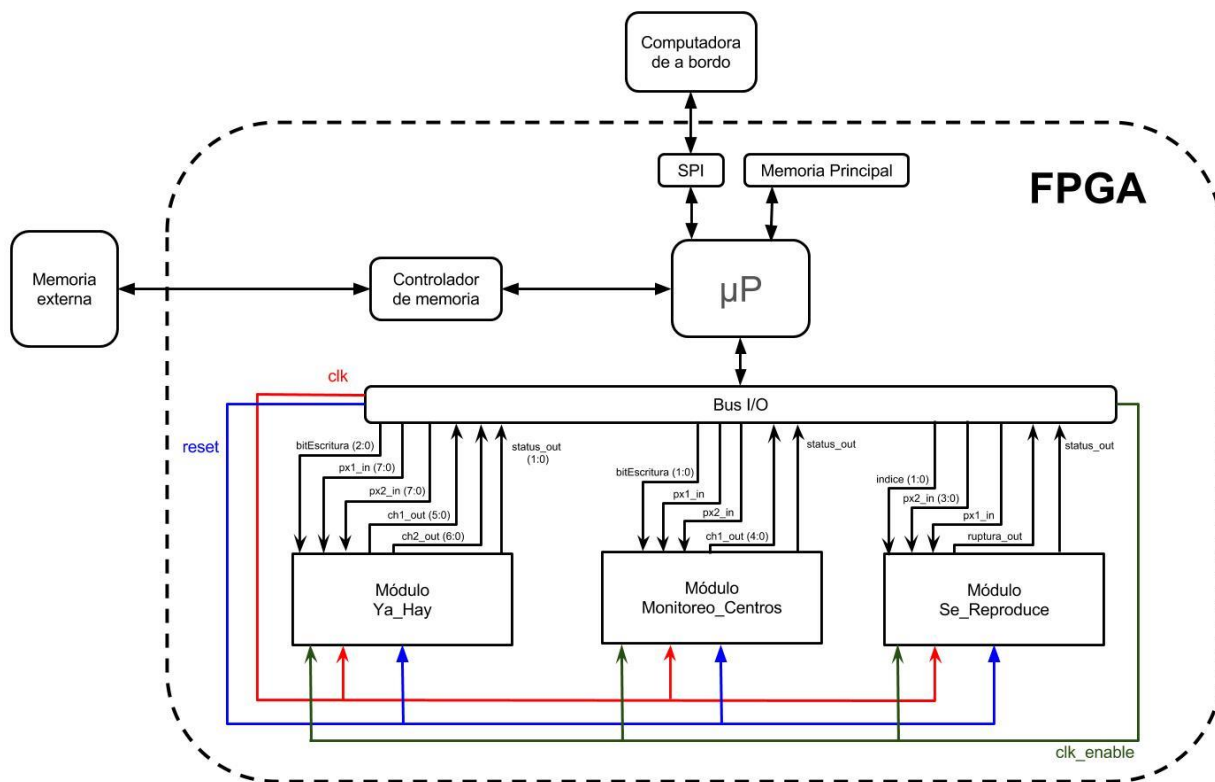 Computadora
de a bordo
SPI
Memoria Principal
FPGA
Memoria
externa
Controlador
de memoria
µP
clk
Bus I/O
reset
bitEscritura (2:0)
px1_in (7:0)
px2_in (7:0)
ch1_out (5:0)
ch2_out (6:0)
status_out
(1:0)
bitEscritura (1:0)
px1_in
px2_in
ch1_out (4:0)
status_out
indice (1:0)
px2_in (3:0)
px1_in
ruptura_out
status_out
Módulo
Ya_Hay
Módulo
Monitoreo_Centros
Módulo
Se_Reproduce
clk_enable